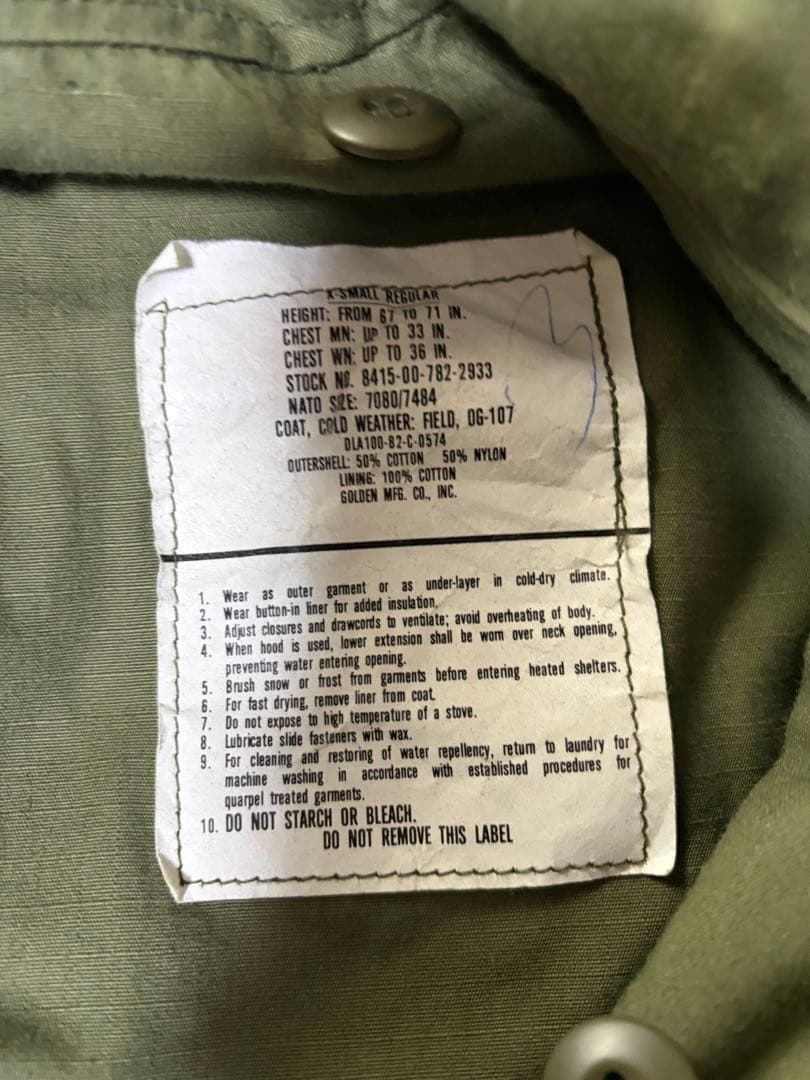 X-SMALL REGULAR
HEIGHT: FROM 67 TO 71 IN.
CHEST MN: UP TO 33 IN.
CHEST WN: UP TO 36 IN.
STOCK NO. 8415-00-782-2933
NATO SIZE: 7080/7484
COAT, COLD WEATHER: FIELD, OG-107
DLA100-82-C-0574
OUTERSHELL: 50% COTTON 50% NYLON
LINING: 100% COTTON
GOLDEN MFG. CO., INC.
1. Wear as outer garment or as under-layer in cold-dry climate.
2. Wear button-in liner for added insulation.
3. Adjust closures and drawcords to ventilate; avoid overheating of body.
4. When hood is used, lower extension shall be worn over neck opening,
preventing water entering opening.
5. Brush snow or frost from garments before entering heated shelters.
6. For fast drying, remove liner from coat.
7. Do not expose to high temperature of a stove.
8. Lubricate slide fasteners with wax.
9. For cleaning and restoring of water repellency, return to laundry for
machine washing in accordance with established procedures for
quarpel treated garments.
10. DO NOT STARCH OR BLEACH.
DO NOT REMOVE THIS LABEL